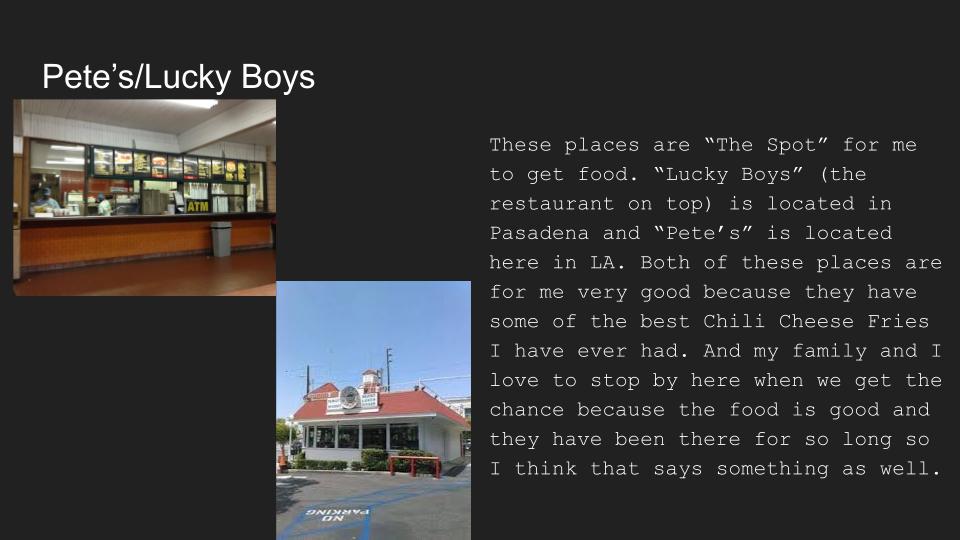 Pete’s/Lucky Boys
ATM
NO
PARKING
These places are “The Spot” for me
to get food. “Lucky Boys” (the
restaurant on top) is located in
Pasadena and “Pete’s” is located
here in LA. Both of these places are
for me very good because they have
some of the best Chili Cheese Fries
I have ever had. And my family and I
love to stop by here when we get the
chance because the food is good and
they have been there for so long so
I think that says something as well.